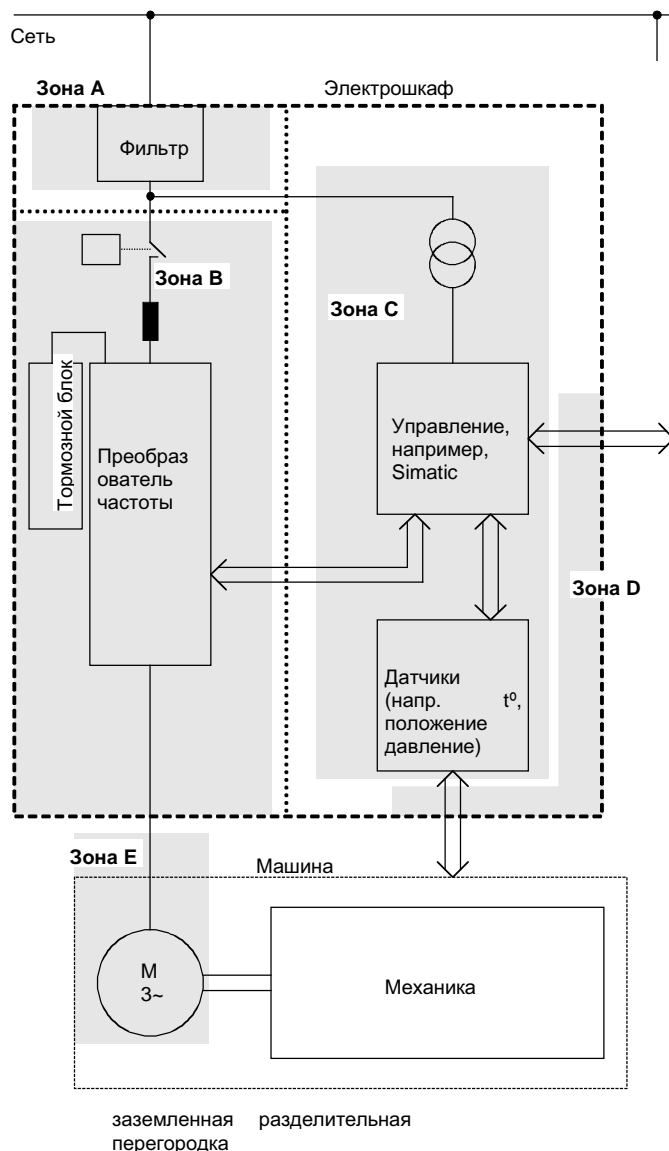 Сеть
Зона A
Электрошкаф
Фильтр
Зона B
Зона C
Тормозной блок
Преобраз
ователь
частоты
Управление,
например,
Simatic
Зона D
Датчики
(напр. tº,
положение
давление)
Зона E
Машина
М
3~
Механика
заземленная разделительная
перегородка